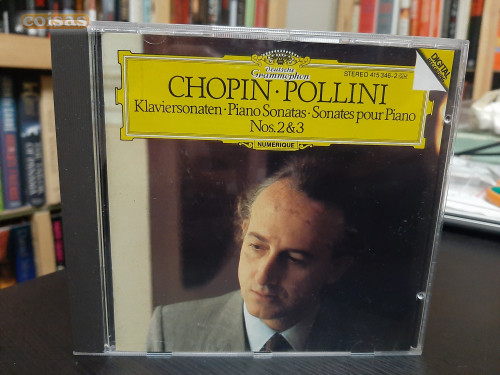 coisas
deutsche
Grammophon
STEREO 415 346-2
DIGITAL
CHOPIN · POLLINI
Klaviersonaten · Piano Sonatas · Sonates pour Piano
Nos. 2 & 3
NUMERIQUE